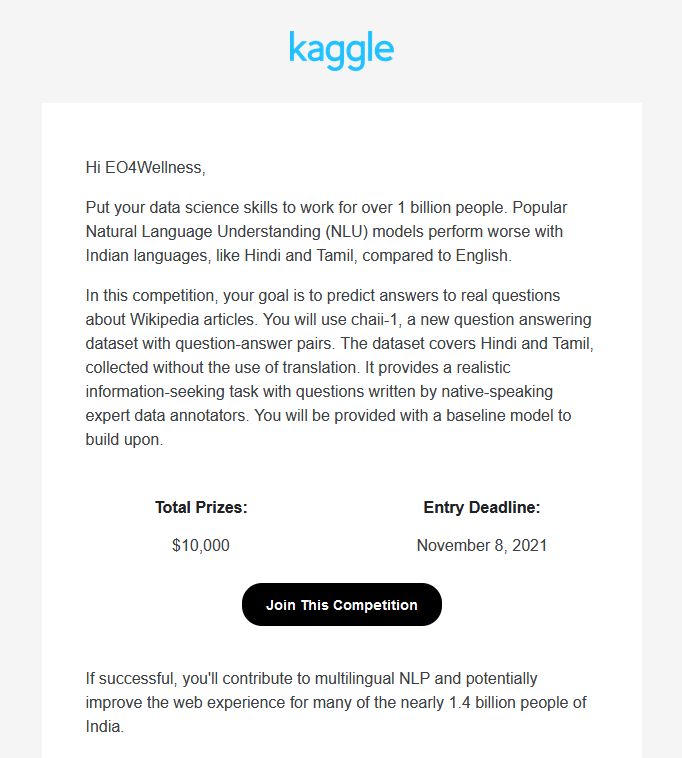 kaggle
Hi EO4Wellness,
Put your data science skills to work for over 1 billion people. Popular
Natural Language Understanding (NLU) models perform worse with
Indian languages, like Hindi and Tamil, compared to English.
In this competition, your goal is to predict answers to real questions
about Wikipedia articles. You will use chaii-1, a new question answering
dataset with question-answer pairs. The dataset covers Hindi and Tamil,
collected without the use of translation. It provides a realistic
information-seeking task with questions written by native-speaking
expert data annotators. You will be provided with a baseline model to
build upon.
Total Prizes:
$10,000
Entry Deadline:
November 8, 2021
Join This Competition
If successful, you'll contribute to multilingual NLP and potentially
improve the web experience for many of the nearly 1.4 billion people of
India.